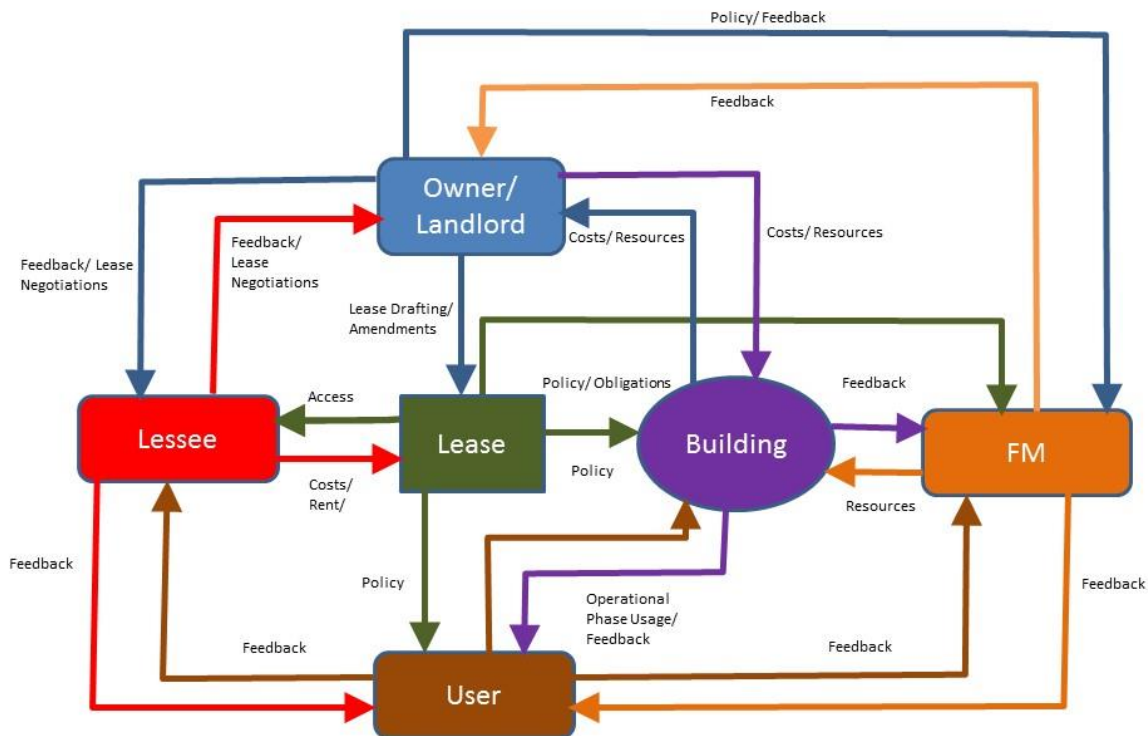 Policy/ Feedback
Feedback
Owner/
Landlord
Costs/ Resources
Costs/ Resources
Feedback/
Lease
Negotiations
Feedback/ Lease
Negotiations
Lease Drafting/
Amendments
Access
Policy/ Obligations
Feedback
Lessee
Lease
Building
FM
Costs/
Rent/
Policy
Resources
Feedback
Policy
Operational
Phase Usage/
Feedback
Feedback
Feedback
Feedback
User